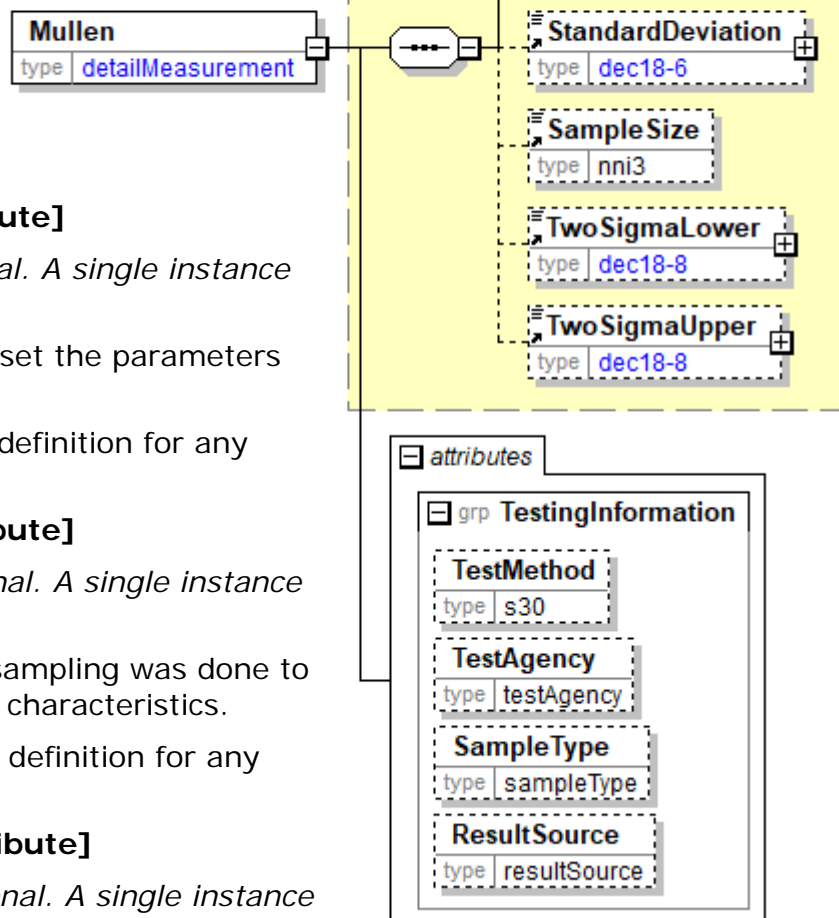 Mullen
type detailMeasurement
StandardDeviation
type dec18-6
SampleSize
type nni3
TwoSigmaLower
type dec18-8
TwoSigmaUpper
type dec18-8
attributes
grp TestingInformation
TestMethod
type s30
TestAgency
type testAgency
SampleType
type sampleType
ResultSource
type resultSource
ute]
al. A single instance
set the parameters
definition for any
bute]
nal. A single instance
sampling was done to
characteristics.
definition for any
ibute]
onal. A single instance